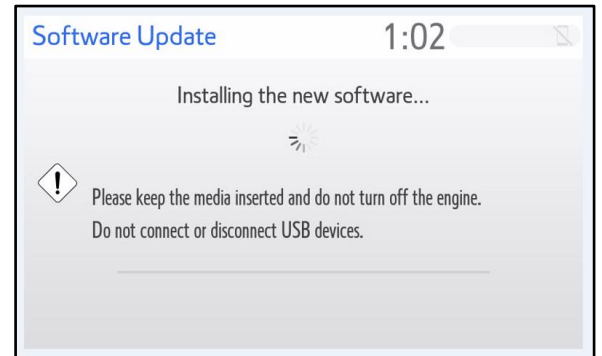 Software Update 1:02
Installing the new software...
Please keep the media inserted and do not turn off the engine.
Do not connect or disconnect USB devices.